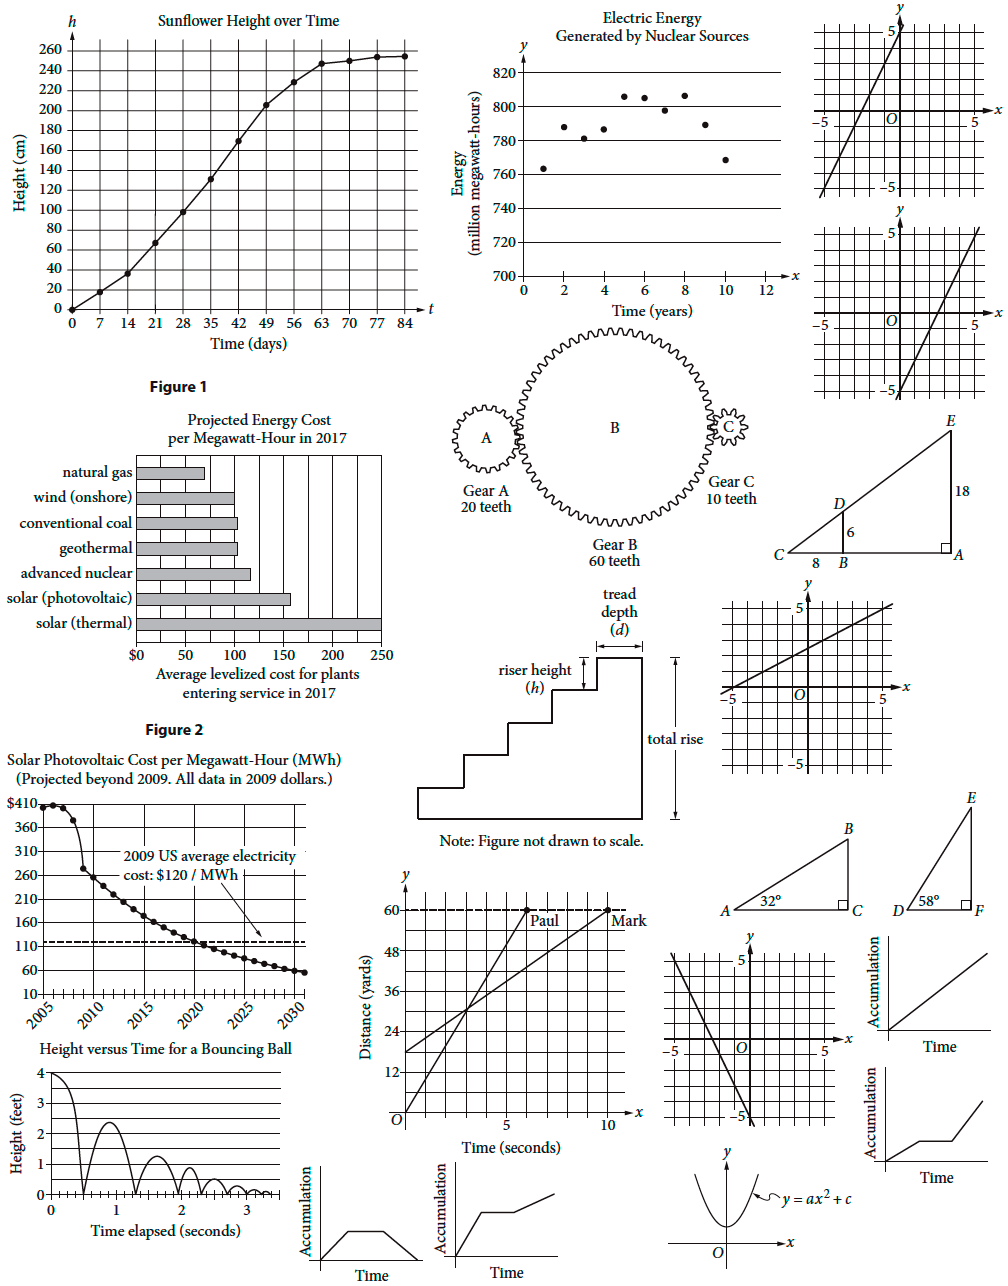 Sunflower Height over Time
h
Height (cm)
260
240
220
200
180
160
140
120
100
80
60
40
20
0
0 7 14 21 28 35 42 49 56 63 70 77 84
t
Time (days)
Electric Energy
Generated by Nuclear Sources
y
Energy
(million megawatt-hours)
820
800
780
760
740
720
700
0 2 4 6 8 10 12
x
Time (years)
y
5
−5 O 5 x
−5
y
5
−5 O 5 x
−5
Figure 1
Projected Energy Cost
per Megawatt-Hour in 2017
natural gas
wind (onshore)
conventional coal
geothermal
advanced nuclear
solar (photovoltaic)
solar (thermal)
$0 50 100 150 200 250
Average levelized cost for plants
entering service in 2017
A
B
C
Gear A
20 teeth
Gear B
60 teeth
Gear C
10 teeth
E
D
18
6
C 8 B A
tread
depth
(d)
riser height
(h)
total rise
Note: Figure not drawn to scale.
y
5
−5 O 5 x
−5
Figure 2
Solar Photovoltaic Cost per Megawatt-Hour (MWh)
(Projected beyond 2009. All data in 2009 dollars.)
$410
360
310
260
210
160
110
60
10
2009 US average electricity
cost: $120 / MWh
2005 2010 2015 2020 2025 2030
y
Distance (yards)
60
48
36
24
12
O 5 10 x
Paul Mark
Time (seconds)
B
A 32° C
E
D 58° F
y
5
−5 O 5 x
−5
Accumulation
Time
Accumulation
Time
Height versus Time for a Bouncing Ball
Height (feet)
4
3
2
1
0
0 1 2 3
Time elapsed (seconds)
Accumulation
Time
Accumulation
Time
y
y = ax² + c
O x